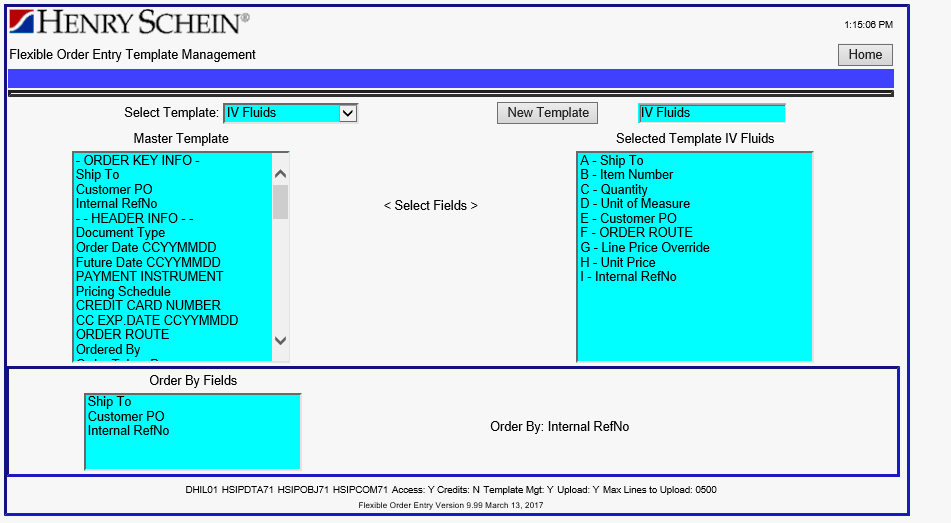 HENRY SCHEIN®
1:15:06 PM
Flexible Order Entry Template Management
Home
Select Template: IV Fluids
New Template
IV Fluids
Master Template
Selected Template IV Fluids
- ORDER KEY INFO -
Ship To
Customer PO
Internal RefNo
- - HEADER INFO - -
Document Type
Order Date CCYYMMDD
Future Date CCYYMMDD
PAYMENT INSTRUMENT
Pricing Schedule
CREDIT CARD NUMBER
CC EXP.DATE CCYYMMDD
ORDER ROUTE
Ordered By
< Select Fields >
A - Ship To
B - Item Number
C - Quantity
D - Unit of Measure
E - Customer PO
F - ORDER ROUTE
G - Line Price Override
H - Unit Price
I - Internal RefNo
Order By Fields
Ship To
Customer PO
Internal RefNo
Order By: Internal RefNo
DHIL01 HSIPDTA71 HSIPOBJ71 HSIPCOM71 Access: Y Credits: N Template Mgt: Y Upload: Y Max Lines to Upload: 0500
Flexible Order Entry Version 9.99 March 13, 2017